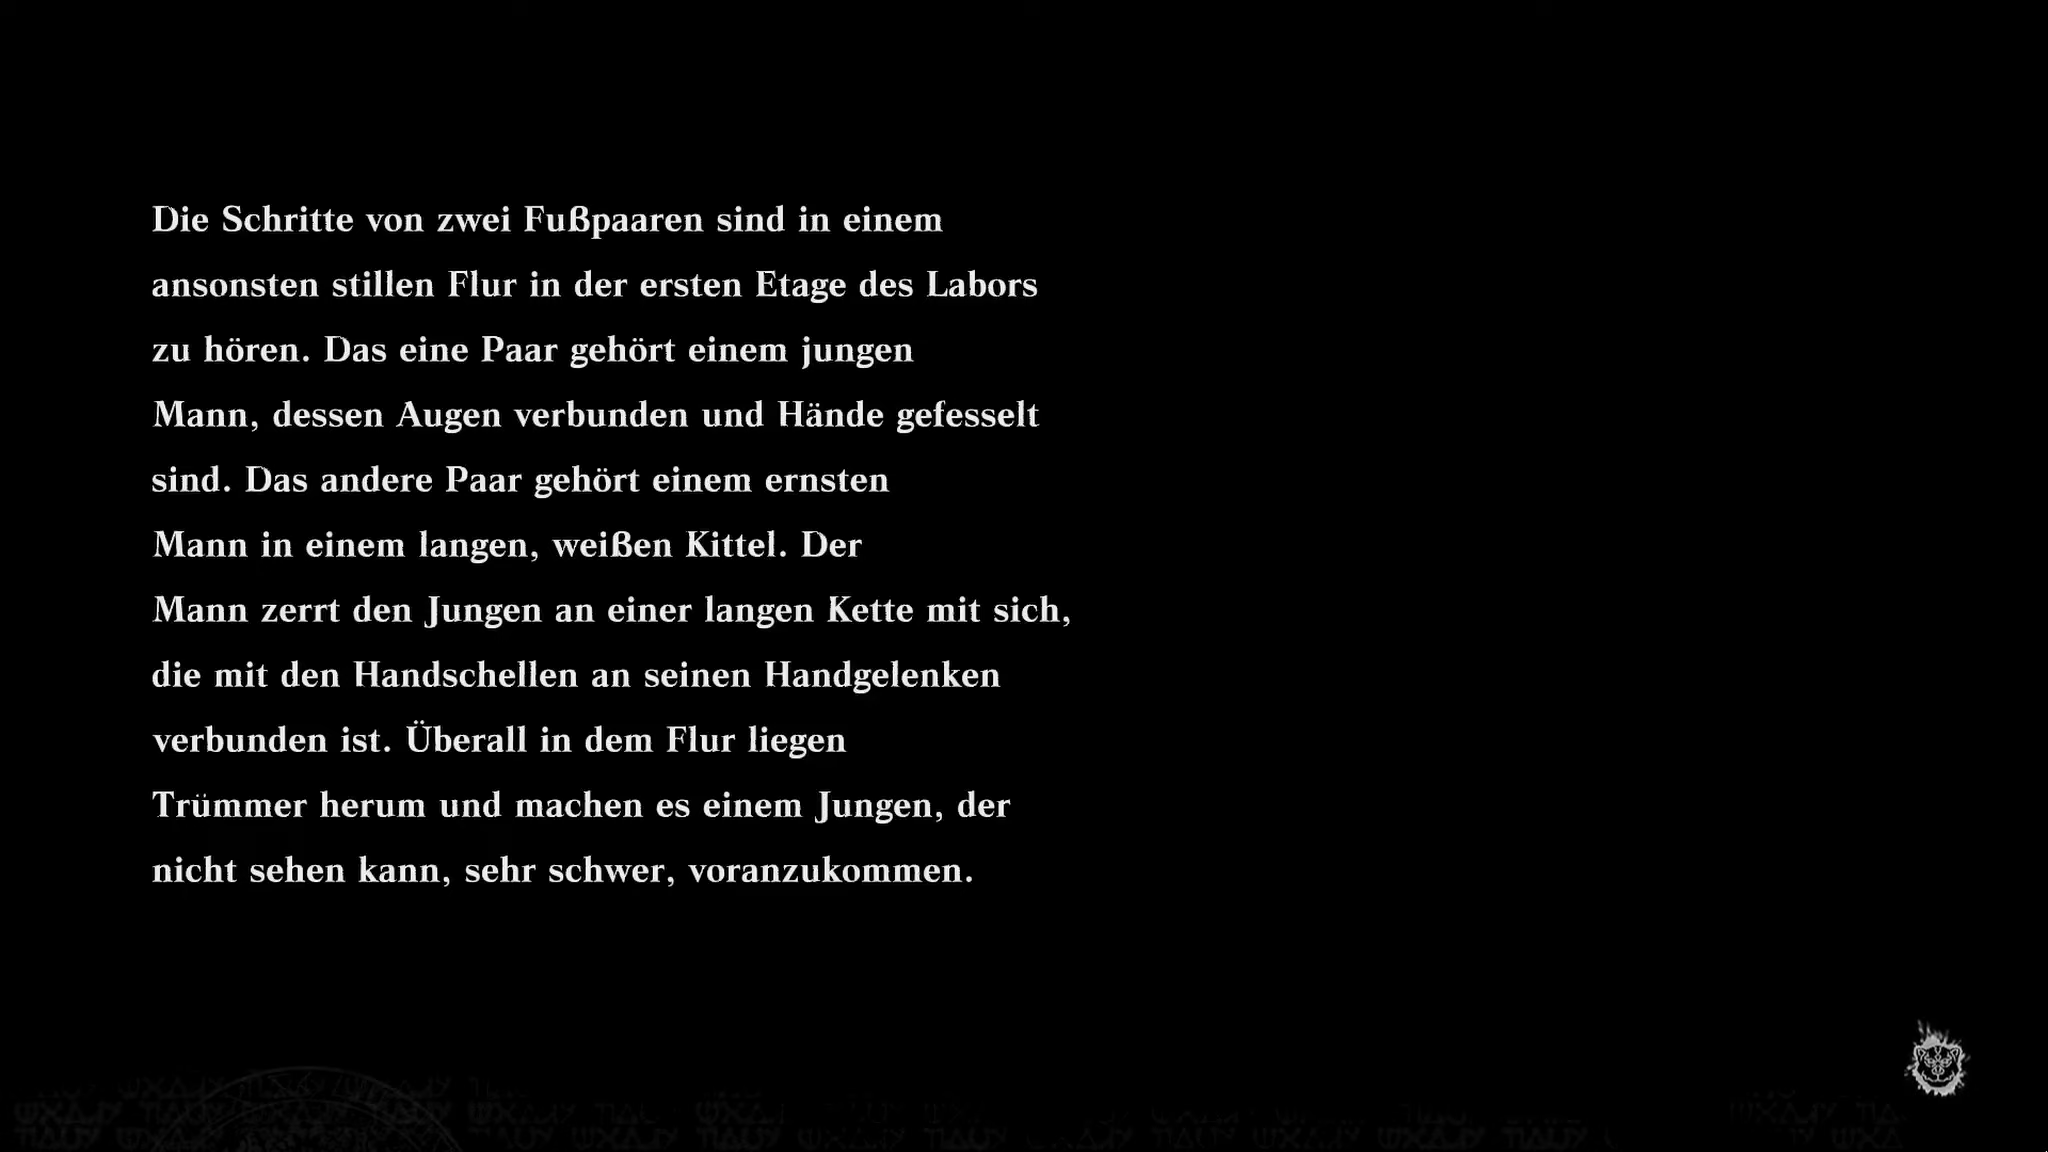 Die Schritte von zwei Fußpaaren sind in einem
ansonsten stillen Flur in der ersten Etage des Labors
zu hören. Das eine Paar gehört einem jungen
Mann, dessen Augen verbunden und Hände gefesselt
sind. Das andere Paar gehört einem ernsten
Mann in einem langen, weißen Kittel. Der
Mann zerrt den Jungen an einer langen Kette mit sich,
die mit den Handschellen an seinen Handgelenken
verbunden ist. Überall in dem Flur liegen
Trümmer herum und machen es einem Jungen, der
nicht sehen kann, sehr schwer, voranzukommen.